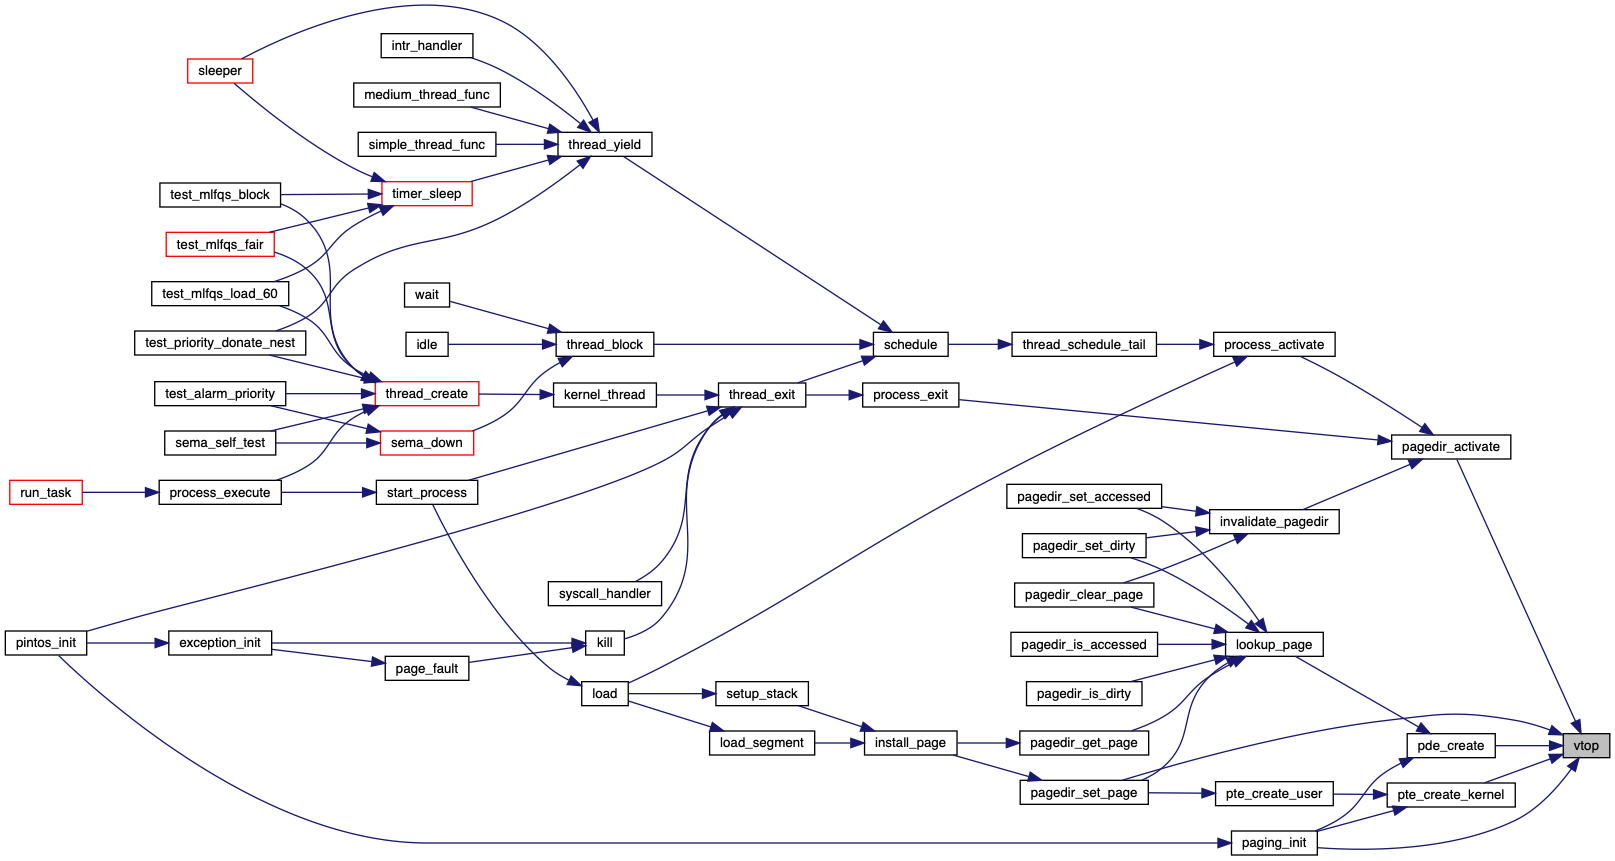 sleeper
intr_handler
medium_thread_func
simple_thread_func
thread_yield
test_mlfqs_block
timer_sleep
test_mlfqs_fair
test_mlfqs_load_60
wait
test_priority_donate_nest
idle
thread_block
schedule
thread_schedule_tail
process_activate
test_alarm_priority
thread_create
kernel_thread
thread_exit
process_exit
sema_self_test
sema_down
pagedir_activate
run_task
process_execute
start_process
pagedir_set_accessed
invalidate_pagedir
pagedir_set_dirty
syscall_handler
pagedir_clear_page
pintos_init
exception_init
kill
pagedir_is_accessed
lookup_page
page_fault
load
setup_stack
pagedir_is_dirty
load_segment
install_page
pagedir_get_page
pde_create
vtop
pagedir_set_page
pte_create_user
pte_create_kernel
paging_init